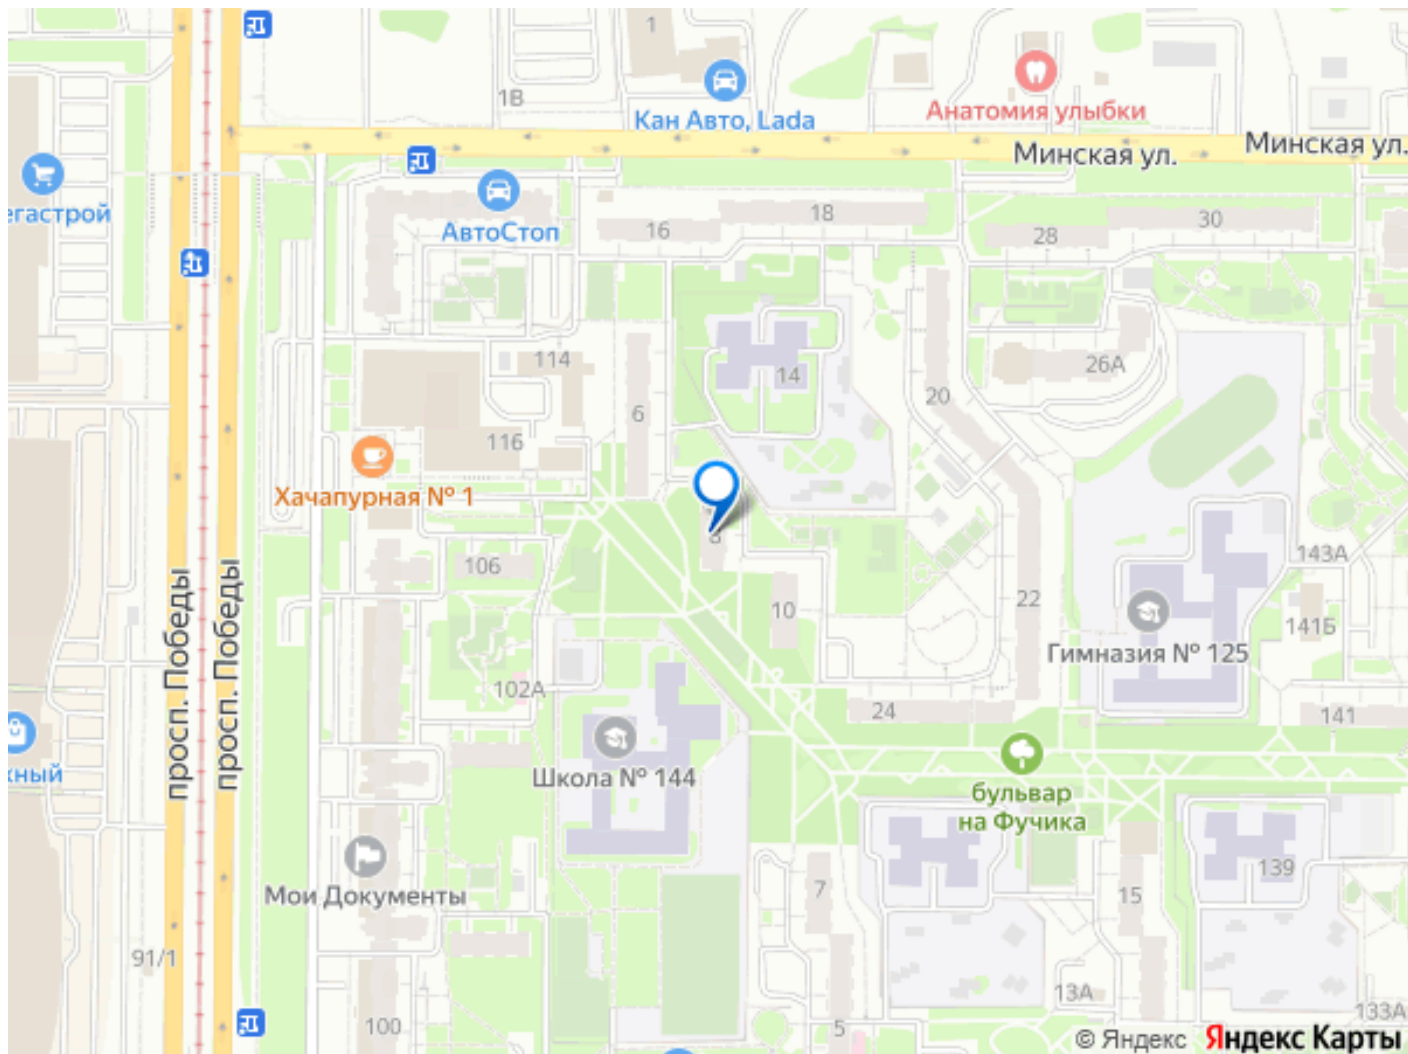 1
1В
Кан Авто, Lada
Анатомия улыбки
Минская ул.
Минская ул.
егастрой
АвтоСтоп
16
18
28
30
114
14
20
26А
6
116
Хачапурная № 1
8
106
143А
просп. Победы
просп. Победы
10
22
141Б
Гимназия № 125
102А
24
141
Школа № 144
жный
бульвар
на Фучика
Мои Документы
7
15
139
91/1
13А
100
5
133А
© Яндекс Яндекс Карты